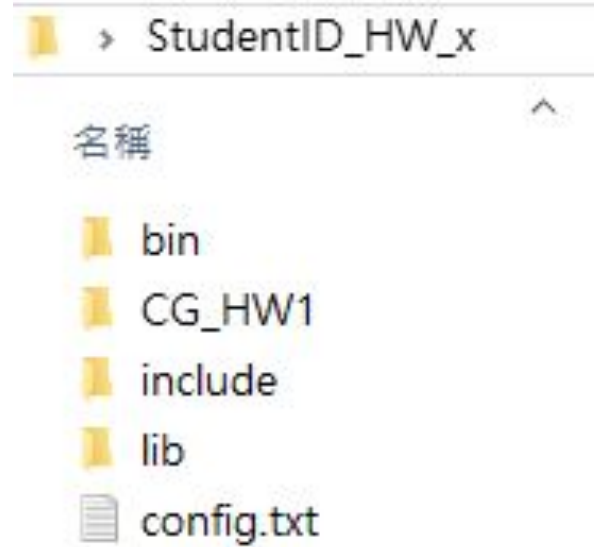 > StudentID_HW_x
名稱
bin
CG_HW1
include
lib
config.txt